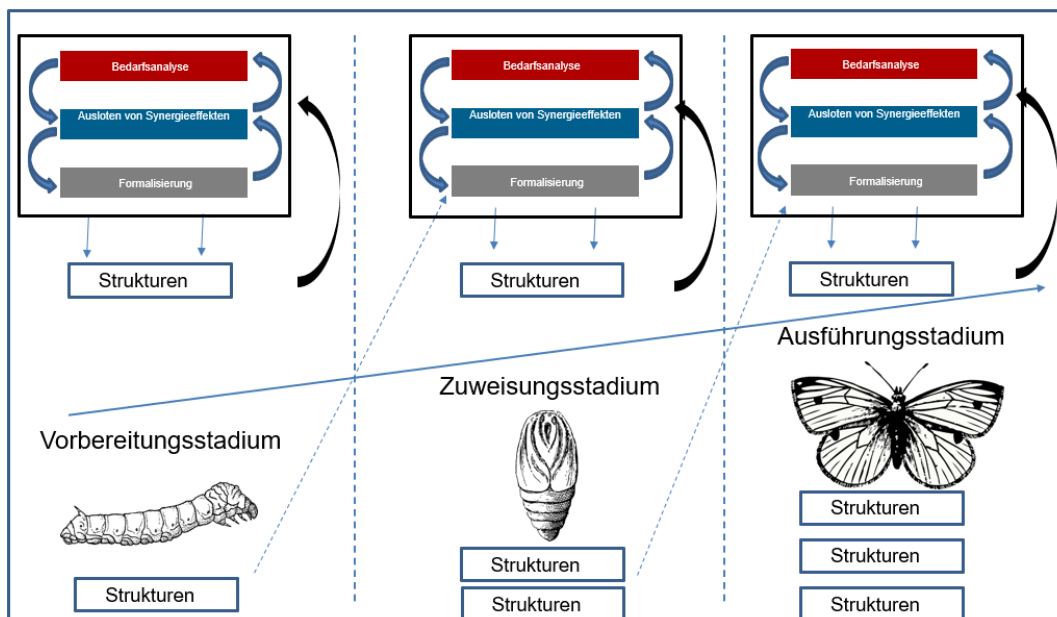 Bedarfsanalyse
Ausloten von Synergieeffekten
Formalisierung
Strukturen
Vorbereitungsstadium
Strukturen
Bedarfsanalyse
Ausloten von Synergieeffekten
Formalisierung
Strukturen
Zuweisungsstadium
Strukturen
Strukturen
Bedarfsanalyse
Ausloten von Synergieeffekten
Formalisierung
Strukturen
Ausführungsstadium
Strukturen
Strukturen
Strukturen